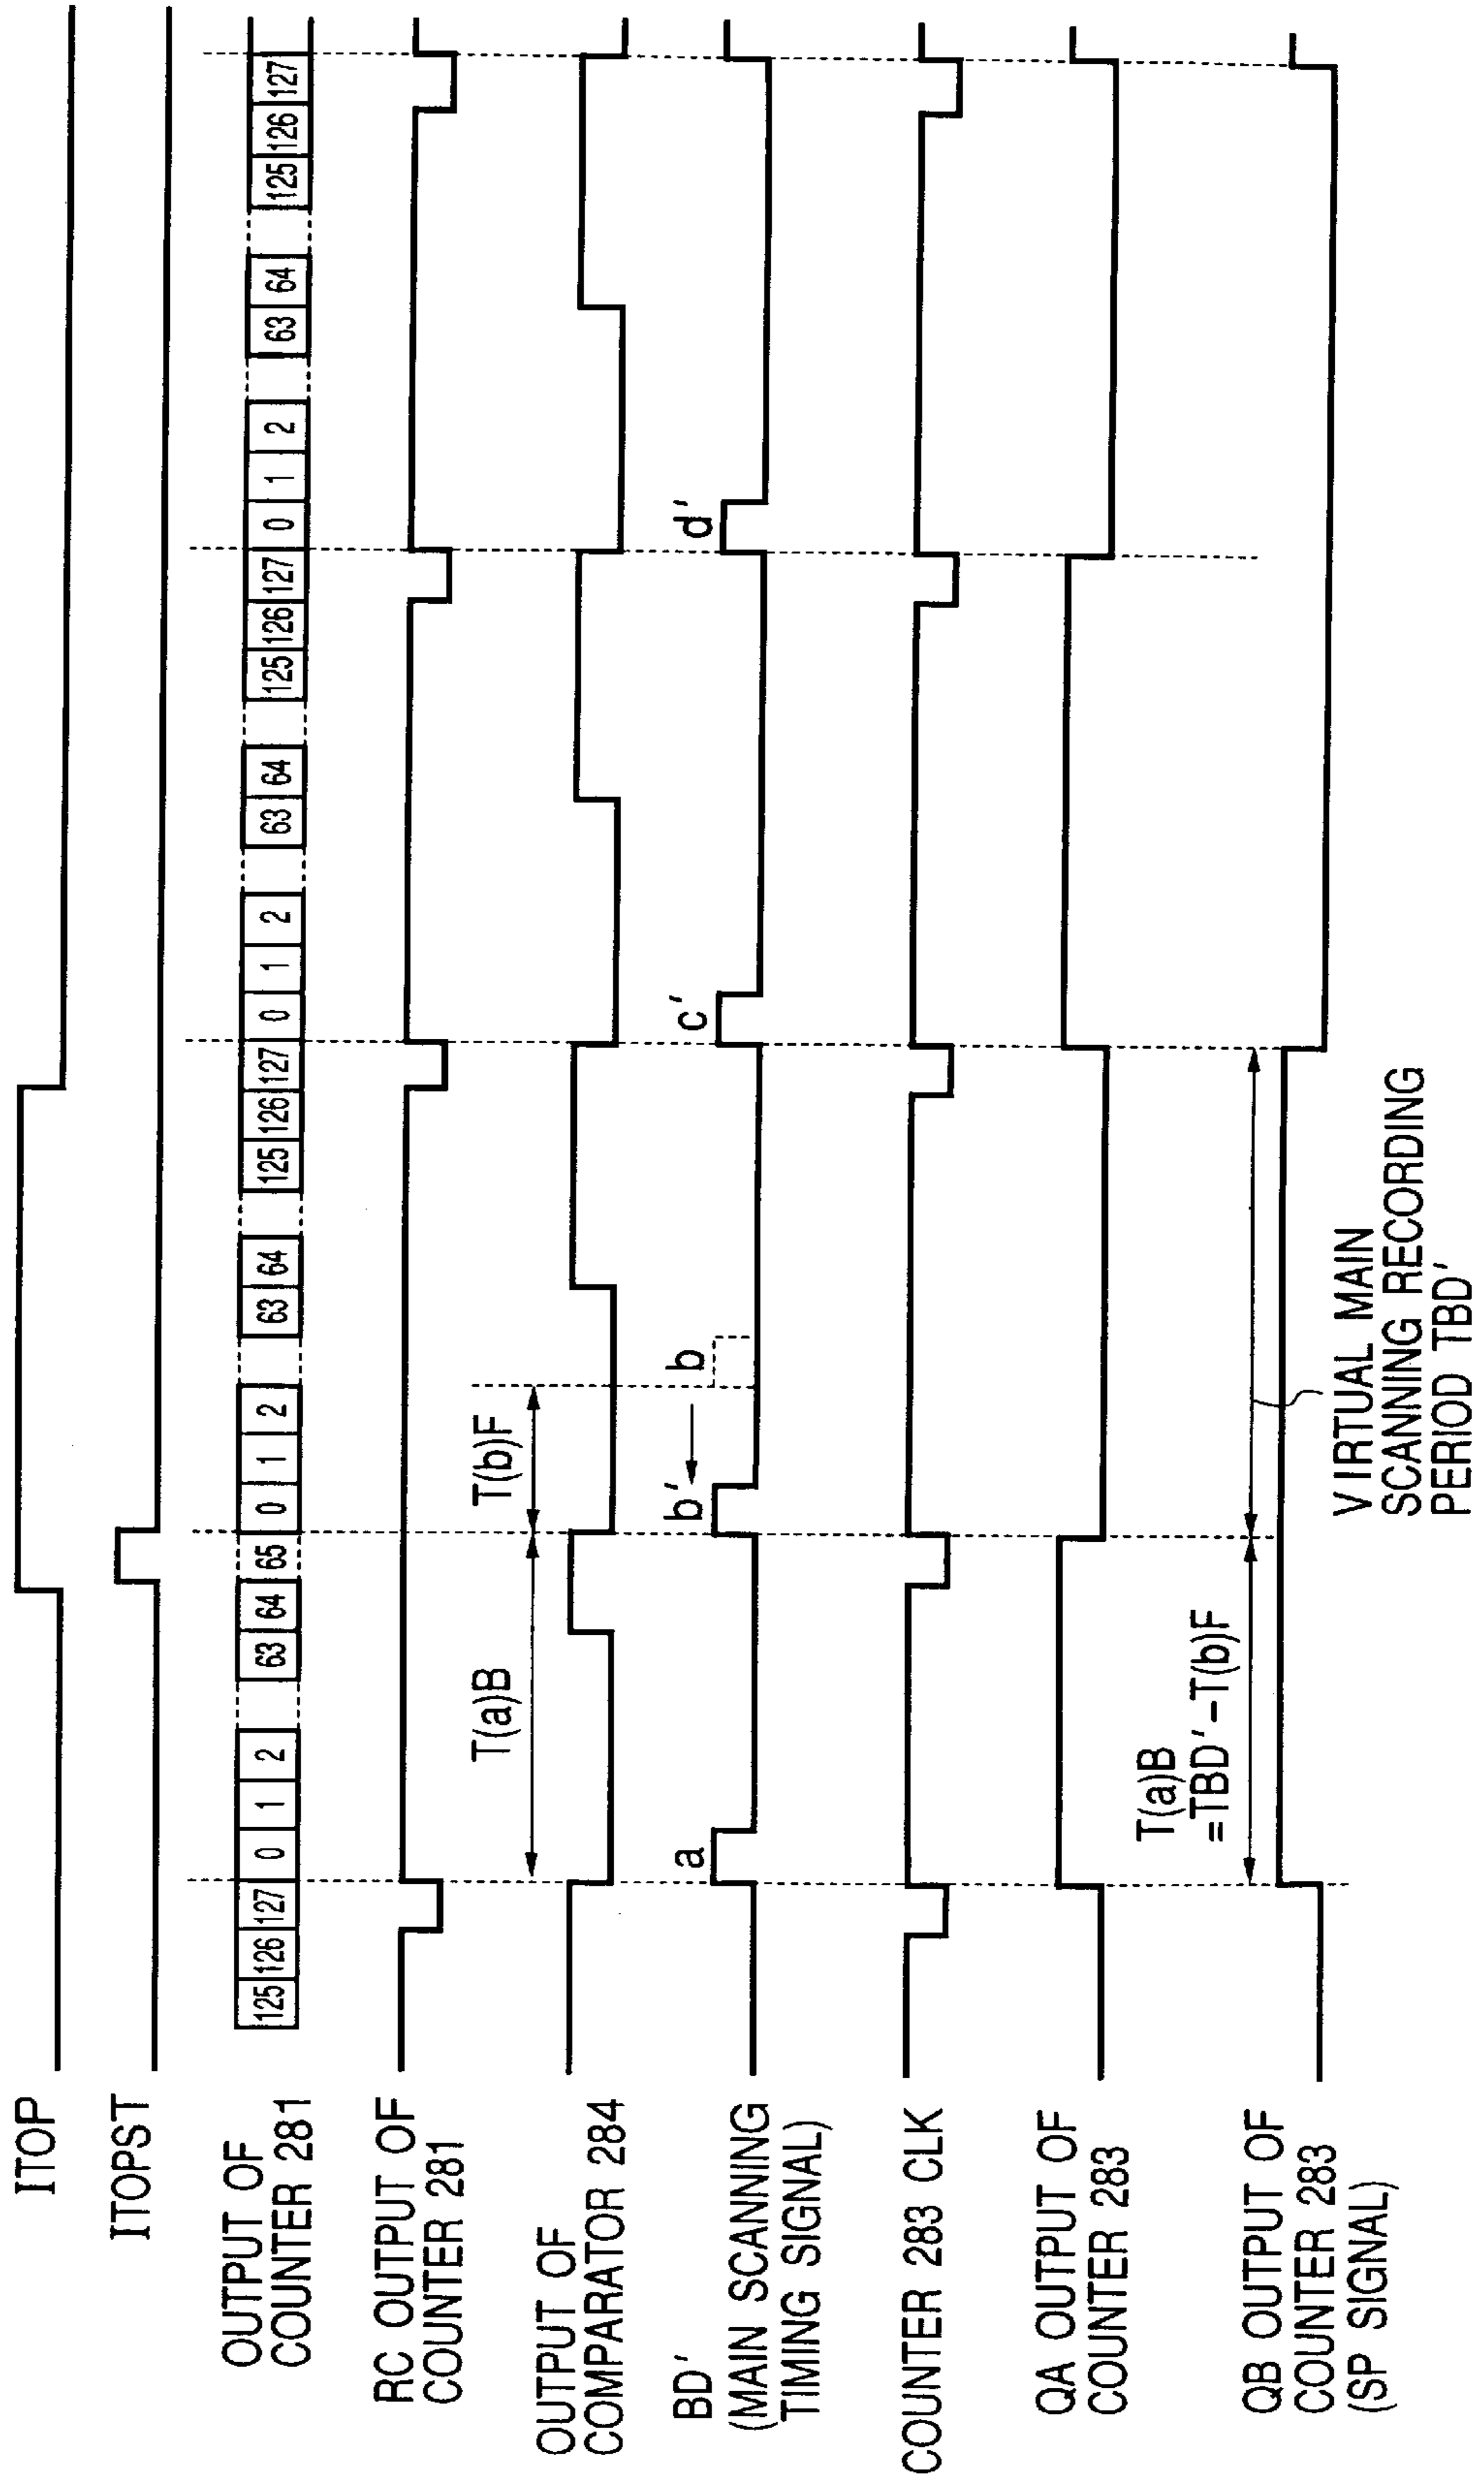 ITOP
ITOPST
OUTPUT OF
COUNTER 281
125 126 127 0 1 2 63 64 65 0 1 2 63 64 125 126 127 0 1 2 63 64 125 126 127 0 1 2 63 64 125 126 127
RC OUTPUT OF
COUNTER 281
OUTPUT OF
COMPARATOR 284
T(a)B T(b)F
BD'
(MAIN SCANNING
TIMING SIGNAL)
a b' b c' d'
COUNTER 283 CLK
QA OUTPUT OF
COUNTER 283
T(a)B
=TBD'-T(b)F
QB OUTPUT OF
COUNTER 283
(SP SIGNAL)
VIRTUAL MAIN
SCANNING RECORDING
PERIOD TBD'